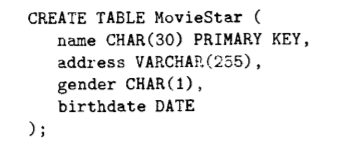 CREATE TABLE MovieStar (
name CHAR(30) PRIMARY KEY,
address VARCHAR(255),
gender CHAR(1),
birthdate DATE
);